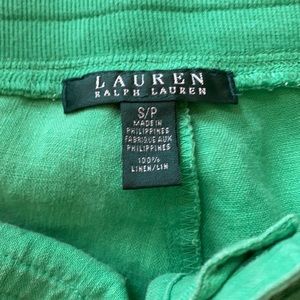 LAUREN
RALPH LAUREN
S/P
MADE IN
PHILIPPINES
FABRIQUÉ AUX
PHILIPPINES
100%
LINEN/LIN